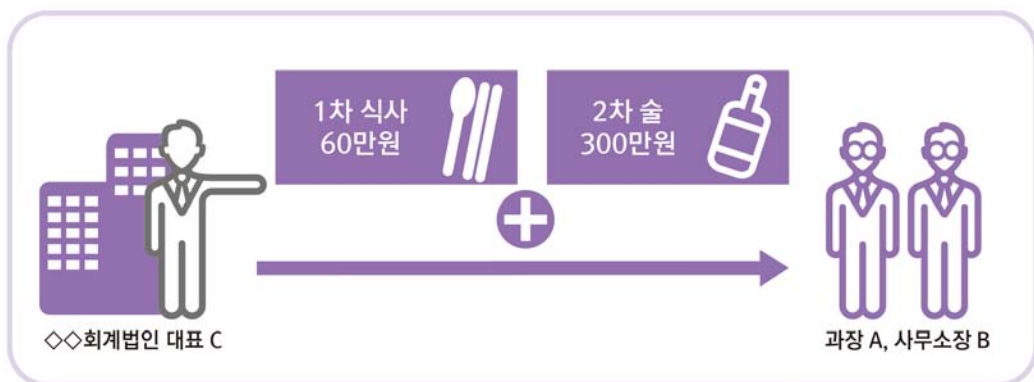 1차 식사
60만원
2차 술
300만원
◇◇회계법인 대표 C
과장 A, 사무소장 B